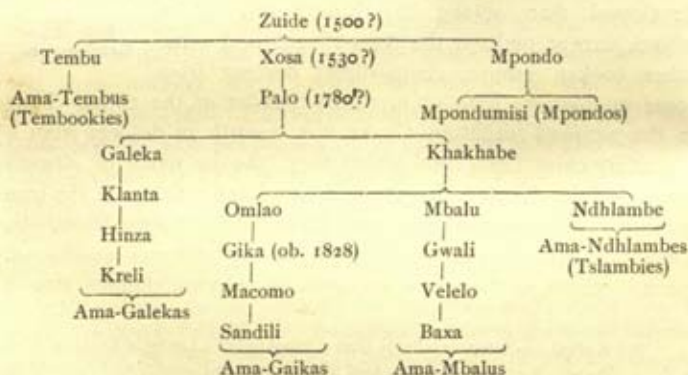 Zuide (1500?)
Tembu Xosa (1530?) Mpondo
Ama-Tembus (Tembookies) Palo (1780?) Mpondumisi (Mpondos)
Galeka Khakhabe
Klanta Omlao Mbalu Ndhlambe
Hinza Gika (ob. 1828) Gwali Ama-Ndhlambes (Tslambies)
Kreli Macomo Velelo
Ama-Galekas Sandili Baxa
Ama-Gaikas Ama-Mbalus